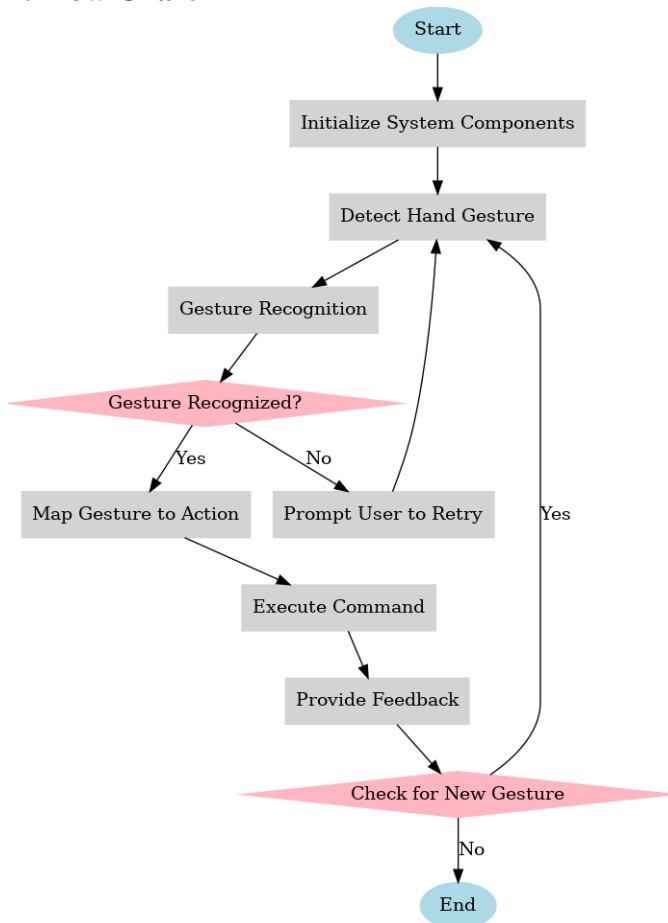 Start
Initialize System Components
Detect Hand Gesture
Gesture Recognition
Gesture Recognized?
Yes
No
Map Gesture to Action
Prompt User to Retry
Yes
Execute Command
Provide Feedback
Check for New Gesture
No
End